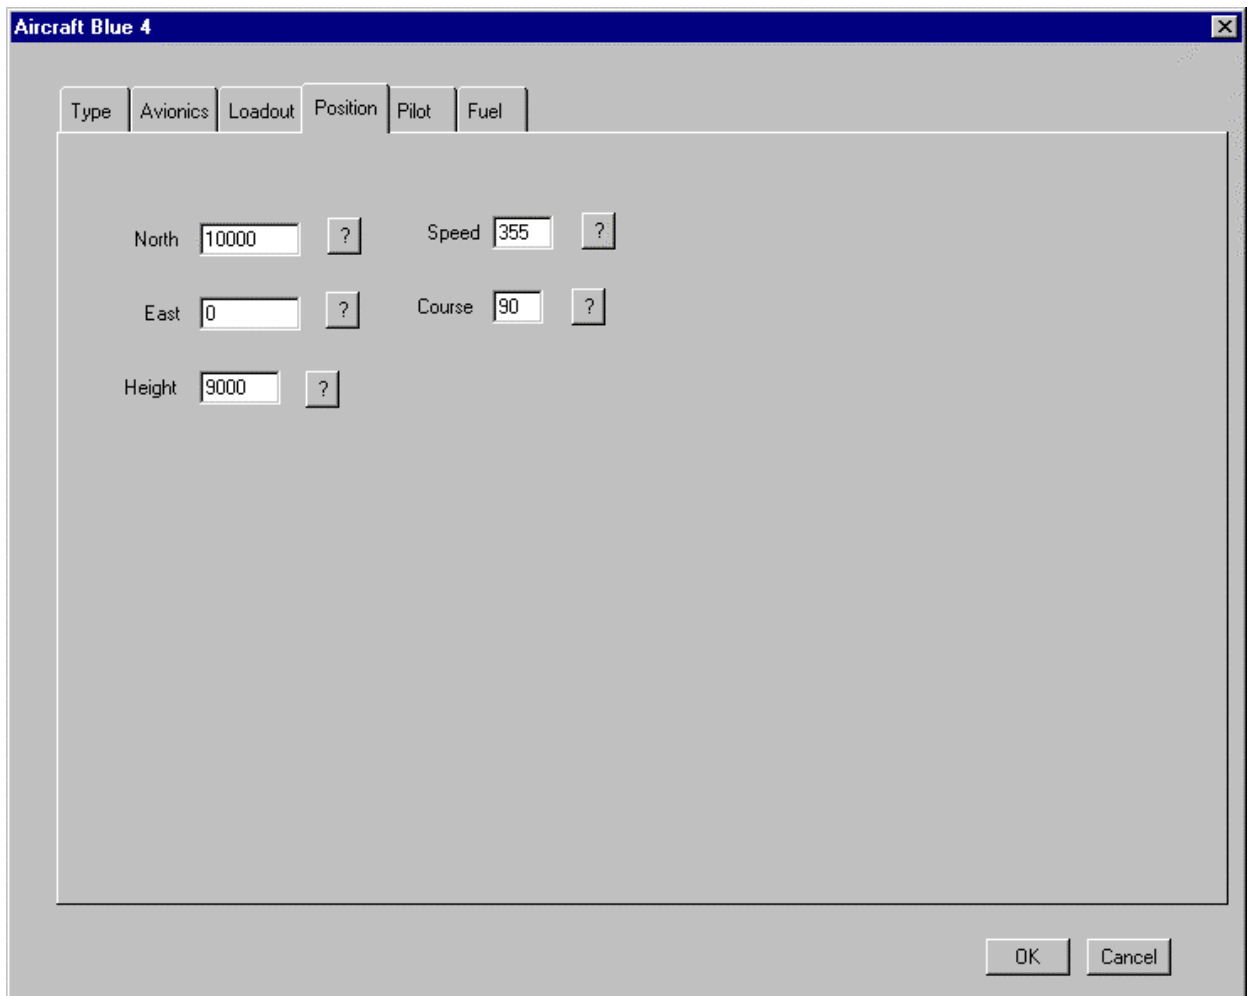 Aircraft Blue 4
Type Avionics Loadout Position Pilot Fuel
North 10000 ? Speed 355 ?
East 0 ? Course 90 ?
Height 9000 ?
OK Cancel